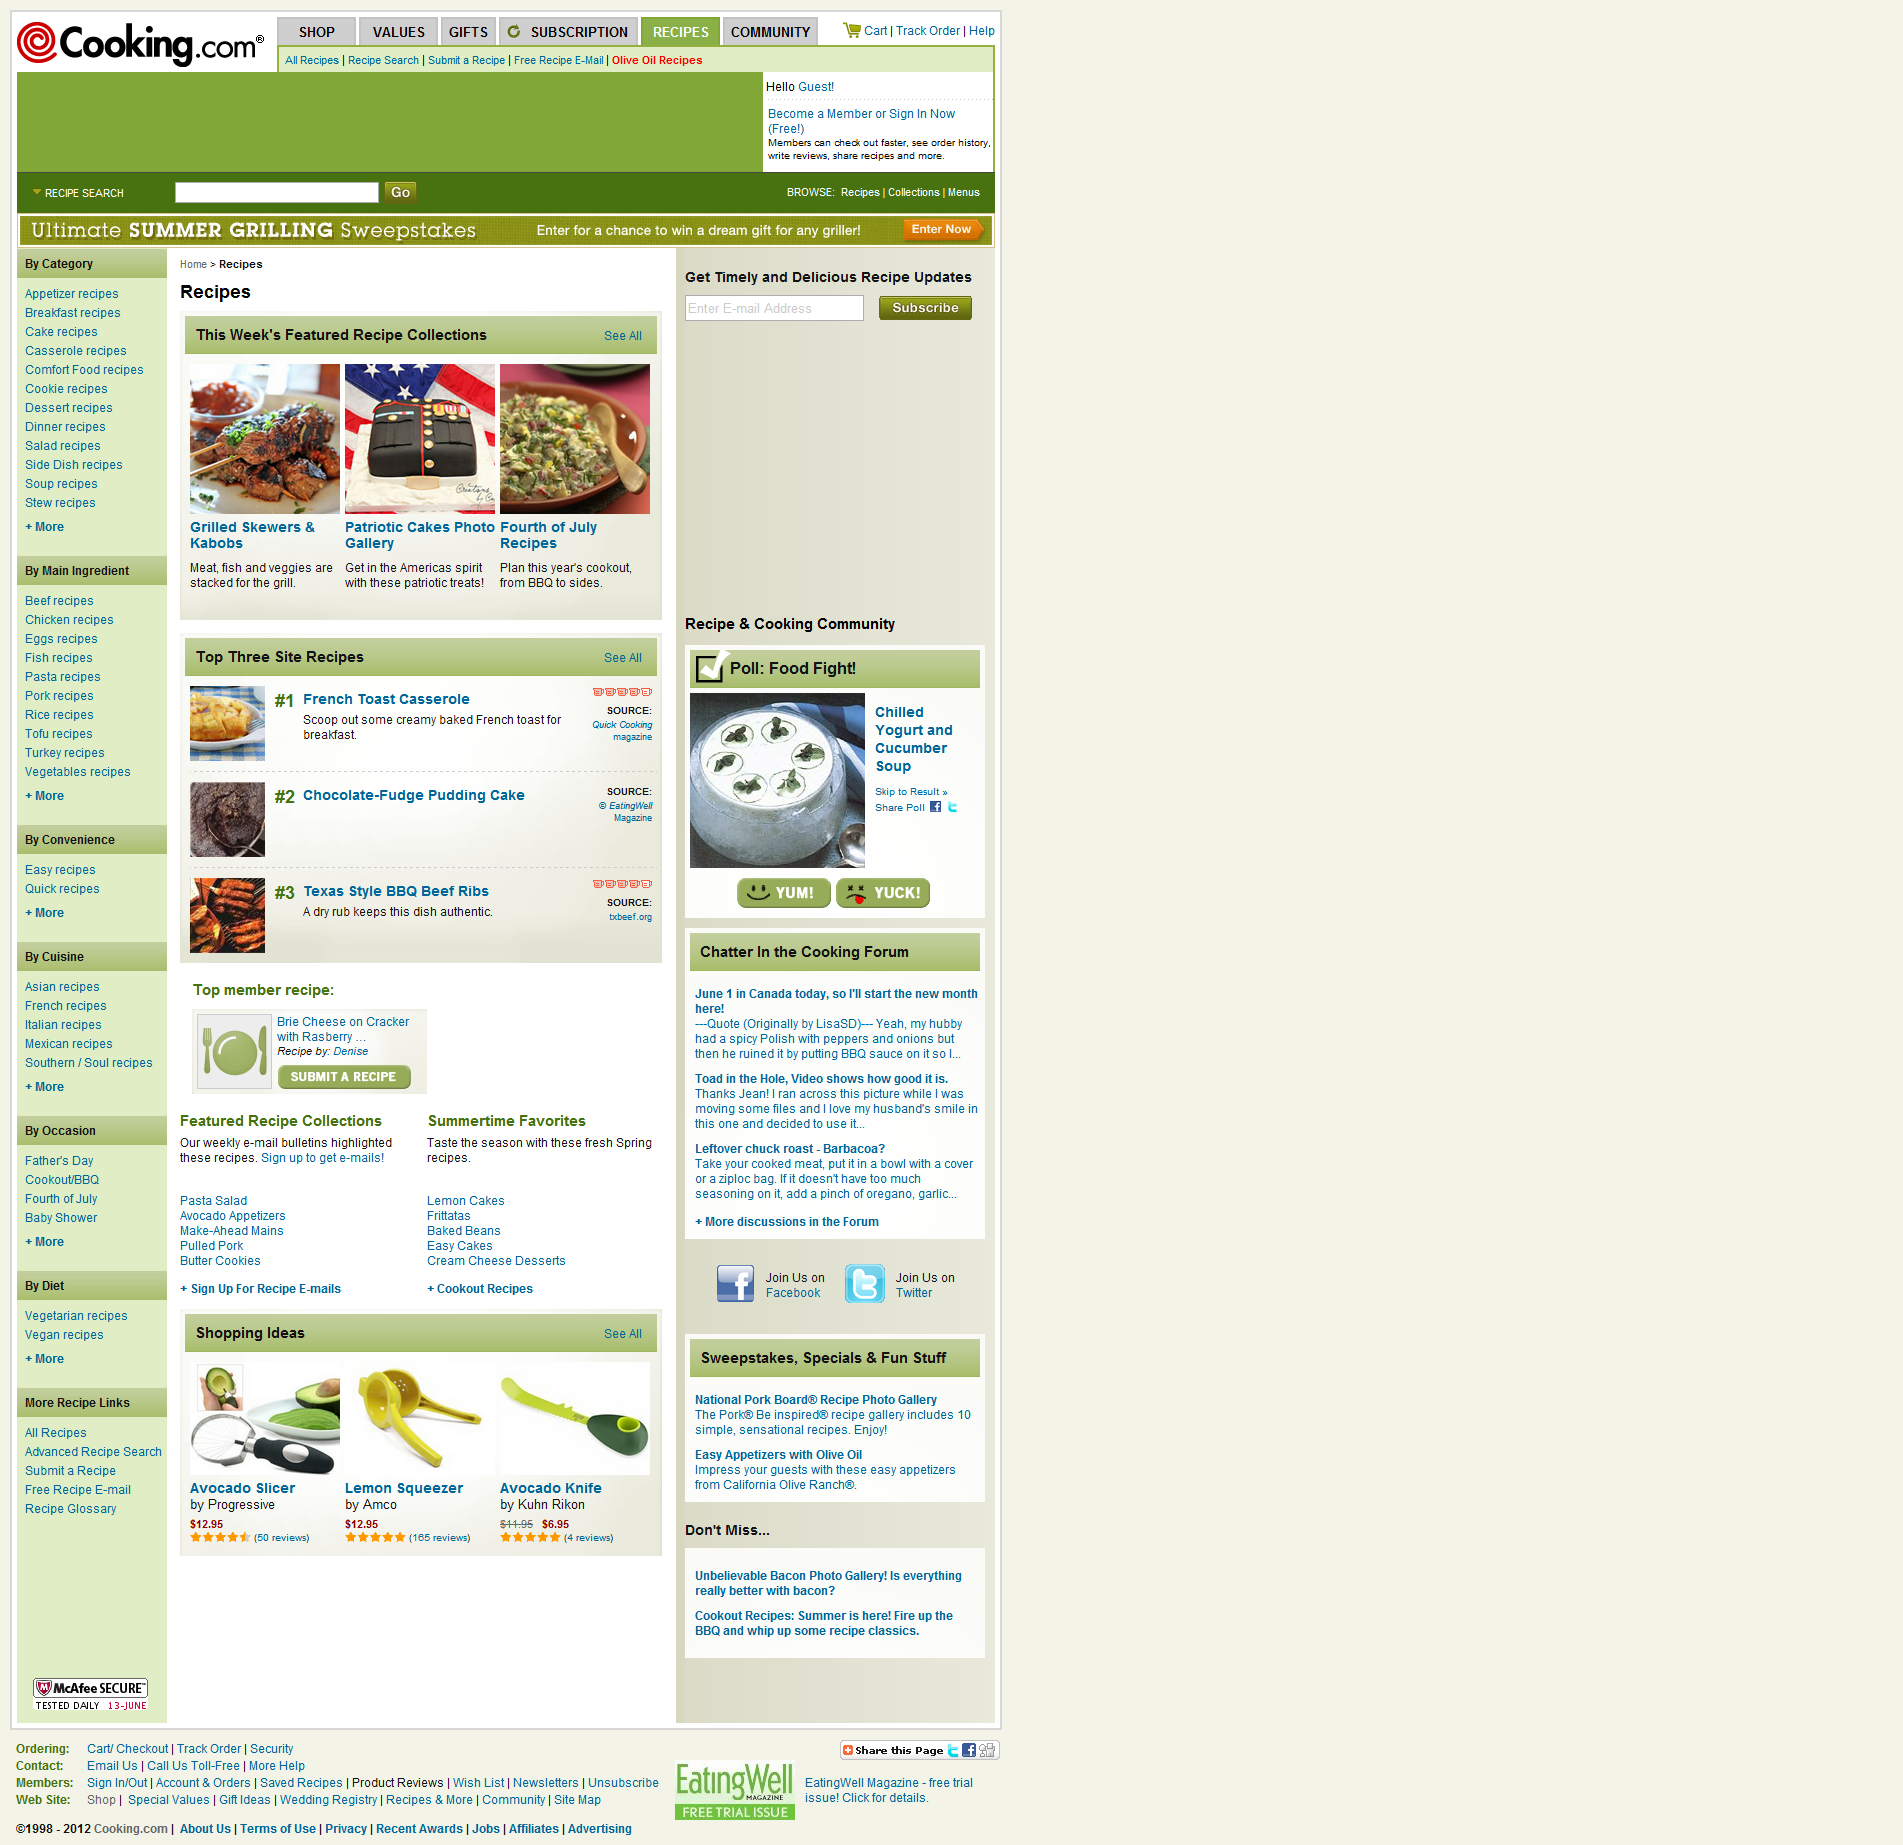 Cooking.com®
SHOP
VALUES
GIFTS
SUBSCRIPTION
RECIPES
COMMUNITY
Cart | Track Order | Help
All Recipes | Recipe Search | Submit a Recipe | Free Recipe E-Mail | Olive Oil Recipes
Hello Guest!
Become a Member or Sign In Now
(Free!)
Members can check out faster, see order history,
write reviews, share recipes and more.
RECIPE SEARCH
Go
BROWSE: Recipes | Collections | Menus
Ultimate SUMMER GRILLING Sweepstakes
Enter for a chance to win a dream gift for any griller!
Enter Now
By Category
Appetizer recipes
Breakfast recipes
Cake recipes
Casserole recipes
Comfort Food recipes
Cookie recipes
Dessert recipes
Dinner recipes
Salad recipes
Side Dish recipes
Soup recipes
Stew recipes
+ More
By Main Ingredient
Beef recipes
Chicken recipes
Eggs recipes
Fish recipes
Pasta recipes
Pork recipes
Rice recipes
Tofu recipes
Turkey recipes
Vegetables recipes
+ More
By Convenience
Easy recipes
Quick recipes
+ More
By Cuisine
Asian recipes
French recipes
Italian recipes
Mexican recipes
Southern / Soul recipes
+ More
By Occasion
Father's Day
Cookout/BBQ
Fourth of July
Baby Shower
+ More
By Diet
Vegetarian recipes
Vegan recipes
+ More
More Recipe Links
All Recipes
Advanced Recipe Search
Submit a Recipe
Free Recipe E-mail
Recipe Glossary
McAfee SECURE™
TESTED DAILY 13-JUNE
Home > Recipes
Recipes
This Week's Featured Recipe Collections
See All
Grilled Skewers &
Kabobs
Meat, fish and veggies are
stacked for the grill.
Patriotic Cakes Photo
Gallery
Get in the Americas spirit
with these patriotic treats!
Fourth of July
Recipes
Plan this year's cookout,
from BBQ to sides.
Top Three Site Recipes
See All
#1 French Toast Casserole
Scoop out some creamy baked French toast for
breakfast.
SOURCE:
Quick Cooking
magazine
#2 Chocolate-Fudge Pudding Cake
SOURCE:
© EatingWell
Magazine
#3 Texas Style BBQ Beef Ribs
A dry rub keeps this dish authentic.
SOURCE:
txbeef.org
Top member recipe:
Brie Cheese on Cracker
with Rasberry ...
Recipe by: Denise
SUBMIT A RECIPE
Featured Recipe Collections
Our weekly e-mail bulletins highlighted
these recipes. Sign up to get e-mails!
Pasta Salad
Avocado Appetizers
Make-Ahead Mains
Pulled Pork
Butter Cookies
+ Sign Up For Recipe E-mails
Summertime Favorites
Taste the season with these fresh Spring
recipes.
Lemon Cakes
Frittatas
Baked Beans
Easy Cakes
Cream Cheese Desserts
+ Cookout Recipes
Shopping Ideas
See All
Avocado Slicer
by Progressive
$12.95
(50 reviews)
Lemon Squeezer
by Amco
$12.95
(165 reviews)
Avocado Knife
by Kuhn Rikon
$11.95 $6.95
(4 reviews)
Get Timely and Delicious Recipe Updates
Enter E-mail Address
Subscribe
Recipe & Cooking Community
Poll: Food Fight!
Chilled
Yogurt and
Cucumber
Soup
Skip to Result »
Share Poll
YUM!
YUCK!
Chatter In the Cooking Forum
June 1 in Canada today, so I'll start the new month
here!
---Quote (Originally by LisaSD)--- Yeah, my hubby
had a spicy Polish with peppers and onions but
then he ruined it by putting BBQ sauce on it so I...
Toad in the Hole, Video shows how good it is.
Thanks Jean! I ran across this picture while I was
moving some files and I love my husband's smile in
this one and decided to use it...
Leftover chuck roast - Barbacoa?
Take your cooked meat, put it in a bowl with a cover
or a ziploc bag. If it doesn't have too much
seasoning on it, add a pinch of oregano, garlic...
+ More discussions in the Forum
Join Us on
Facebook
Join Us on
Twitter
Sweepstakes, Specials & Fun Stuff
National Pork Board® Recipe Photo Gallery
The Pork® Be inspired® recipe gallery includes 10
simple, sensational recipes. Enjoy!
Easy Appetizers with Olive Oil
Impress your guests with these easy appetizers
from California Olive Ranch®.
Don't Miss...
Unbelievable Bacon Photo Gallery! Is everything
really better with bacon?
Cookout Recipes: Summer is here! Fire up the
BBQ and whip up some recipe classics.
Ordering: Cart/ Checkout | Track Order | Security
Contact: Email Us | Call Us Toll-Free | More Help
Members: Sign In/Out | Account & Orders | Saved Recipes | Product Reviews | Wish List | Newsletters | Unsubscribe
Web Site: Shop | Special Values | Gift Ideas | Wedding Registry | Recipes & More | Community | Site Map
©1998 - 2012 Cooking.com | About Us | Terms of Use | Privacy | Recent Awards | Jobs | Affiliates | Advertising
Share this Page
EatingWell
MAGAZINE
FREE TRIAL ISSUE
EatingWell Magazine - free trial
issue! Click for details.